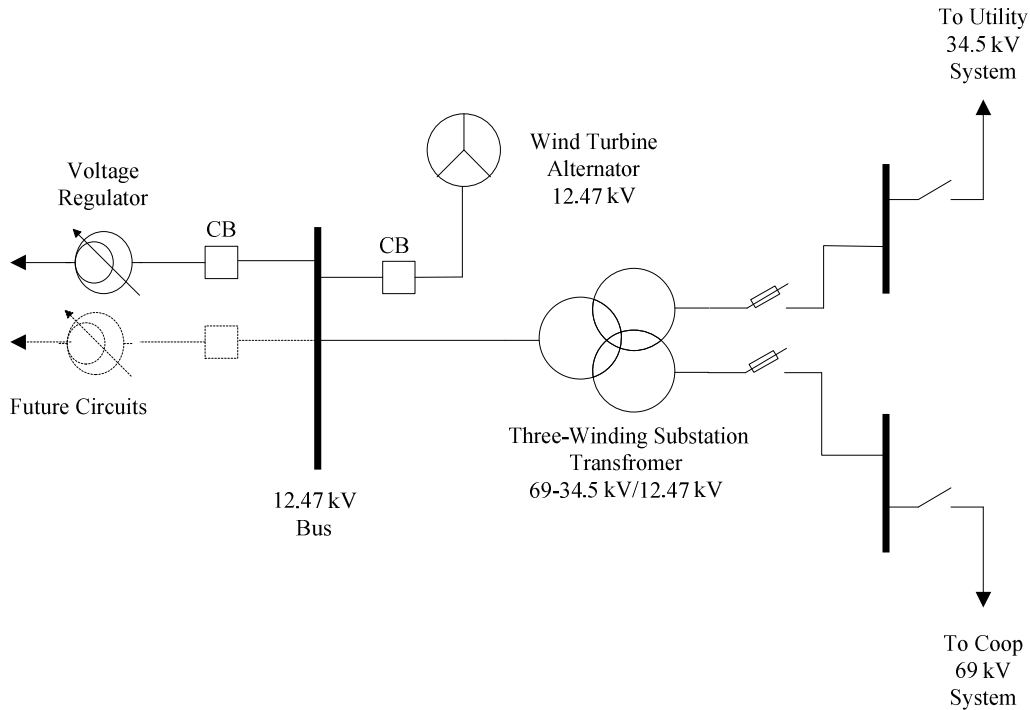 To Utility
34.5 kV
System
Wind Turbine
Alternator
12.47 kV
Voltage
Regulator
CB
CB
Future Circuits
Three-Winding Substation
Transfromer
69-34.5 kV/12.47 kV
12.47 kV
Bus
To Coop
69 kV
System